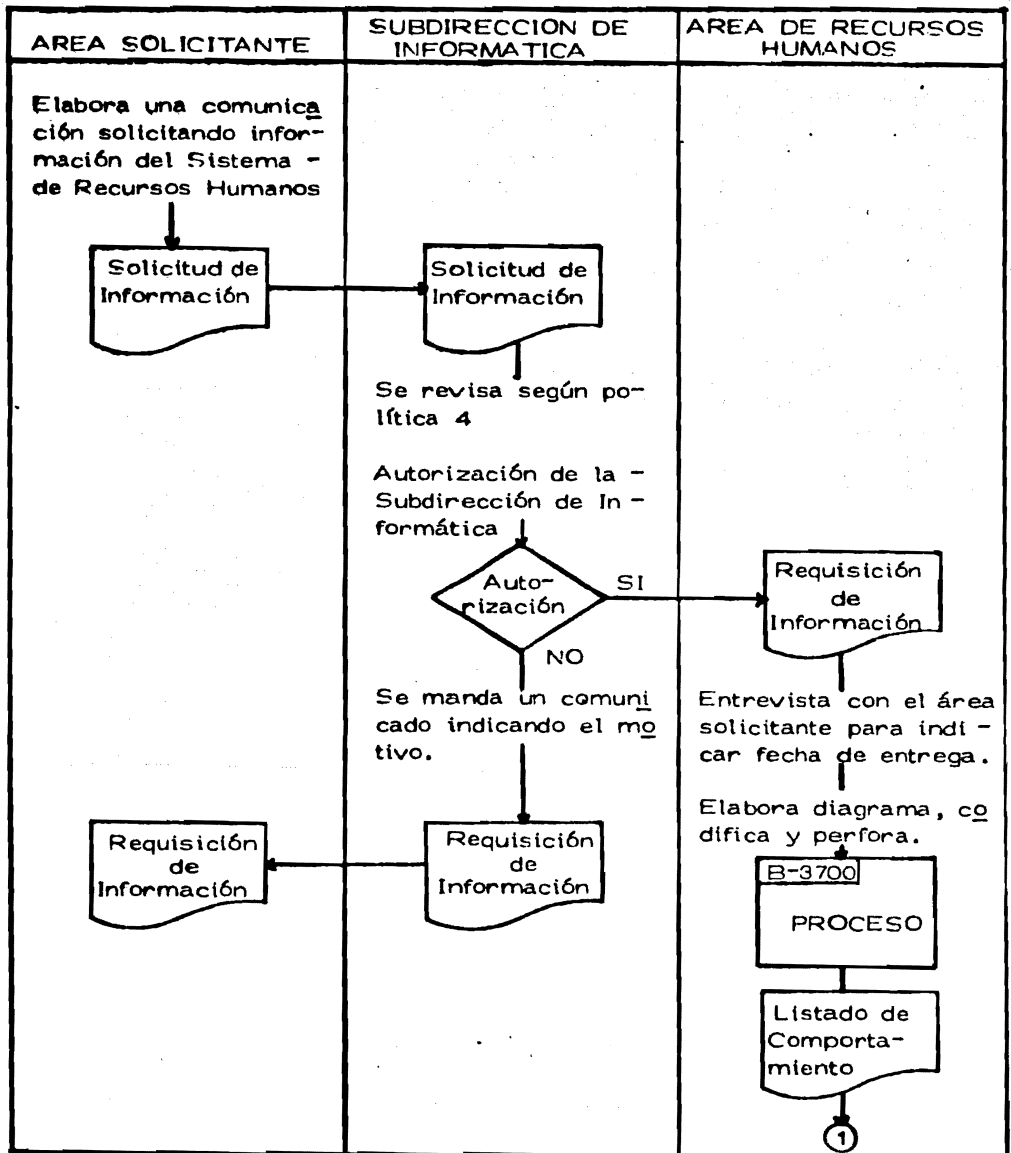 AREA SOLICITANTE
SUBDIRECCION DE
INFORMATICA
AREA DE RECURSOS
HUMANOS
Elabora una comunica
ción solicitando infor-
mación del Sistema -
de Recursos Humanos
Solicitud de
Información
Solicitud de
Información
Se revisa según po-
lítica 4
Autorización de la -
Subdirección de In -
formática
Auto-
rización
SI
NO
Requisición
de
Información
Se manda un comuni
cado indicando el mo
tivo.
Entrevista con el área
solicitante para indi -
car fecha de entrega.
Elabora diagrama, co
difica y perfora.
Requisición
de
Información
Requisición
de
Información
B-3700
PROCESO
Listado de
Comporta-
miento
1